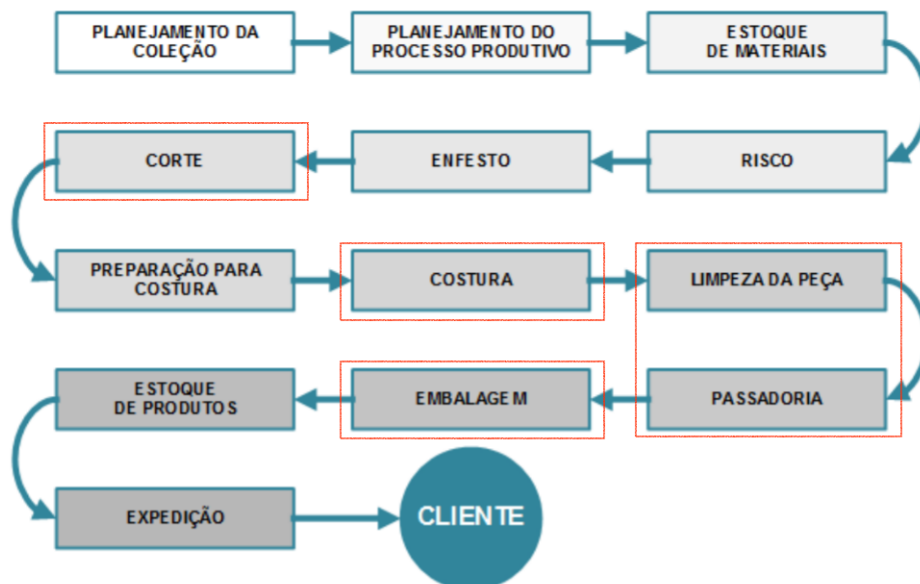 PLANEJAMENTO DA
COLEÇÃO
PLANEJAMENTO DO
PROCESSO PRODUTIVO
ESTOQUE
DE MATERIAIS
RISCO
ENFESTO
CORTE
PREPARAÇÃO PARA
COSTURA
COSTURA
LIMPEZA DA PEÇA
PASSADORIA
EMBALAGEM
ESTOQUE
DE PRODUTOS
EXPEDIÇÃO
CLIENTE